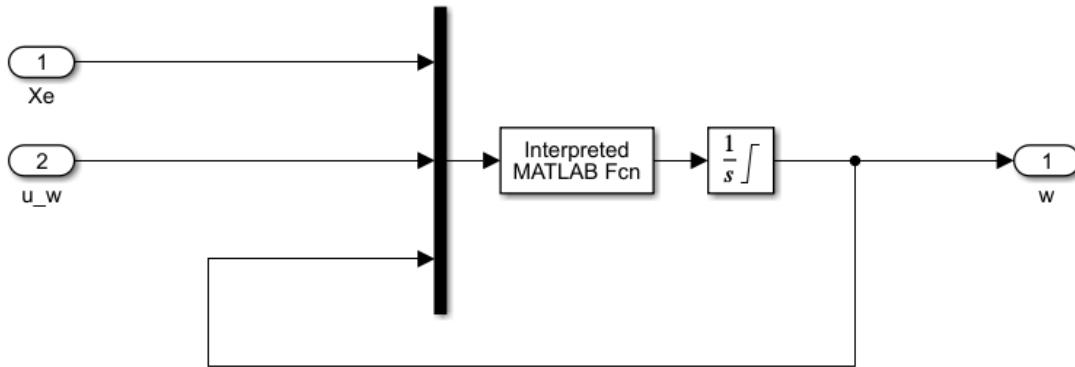 1
Xe
2
u_w
Interpreted
MATLAB Fcn
1
s
1
w